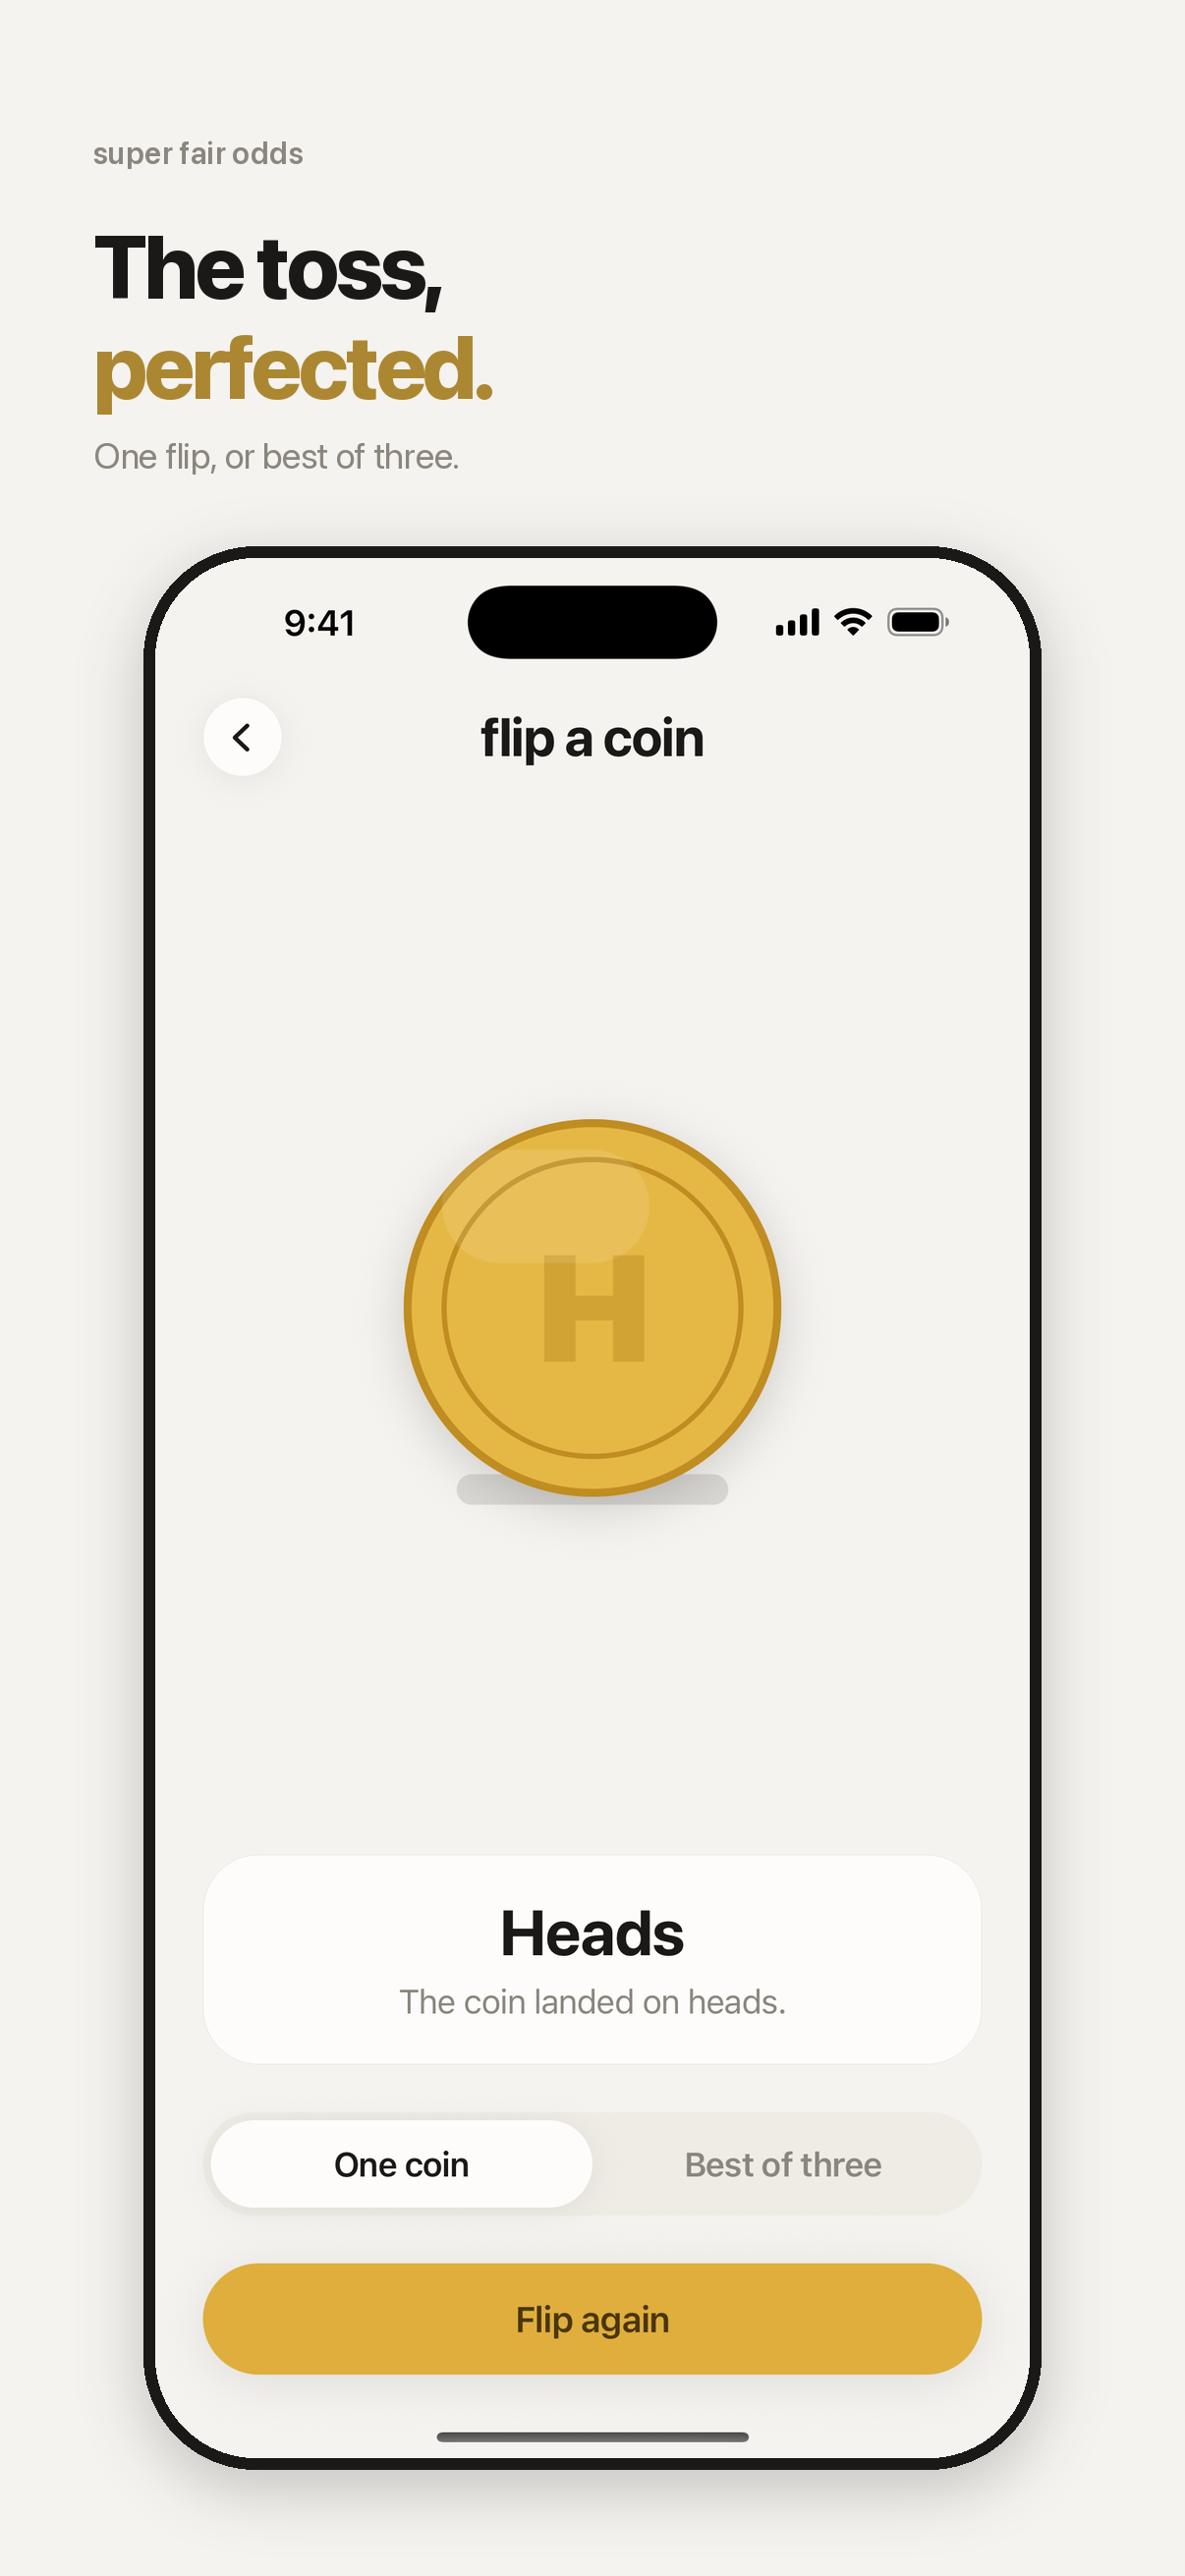 super fair odds
The toss,
perfected.
One flip, or best of three.
9:41
flip a coin
H
Heads
The coin landed on heads.
One coin
Best of three
Flip again